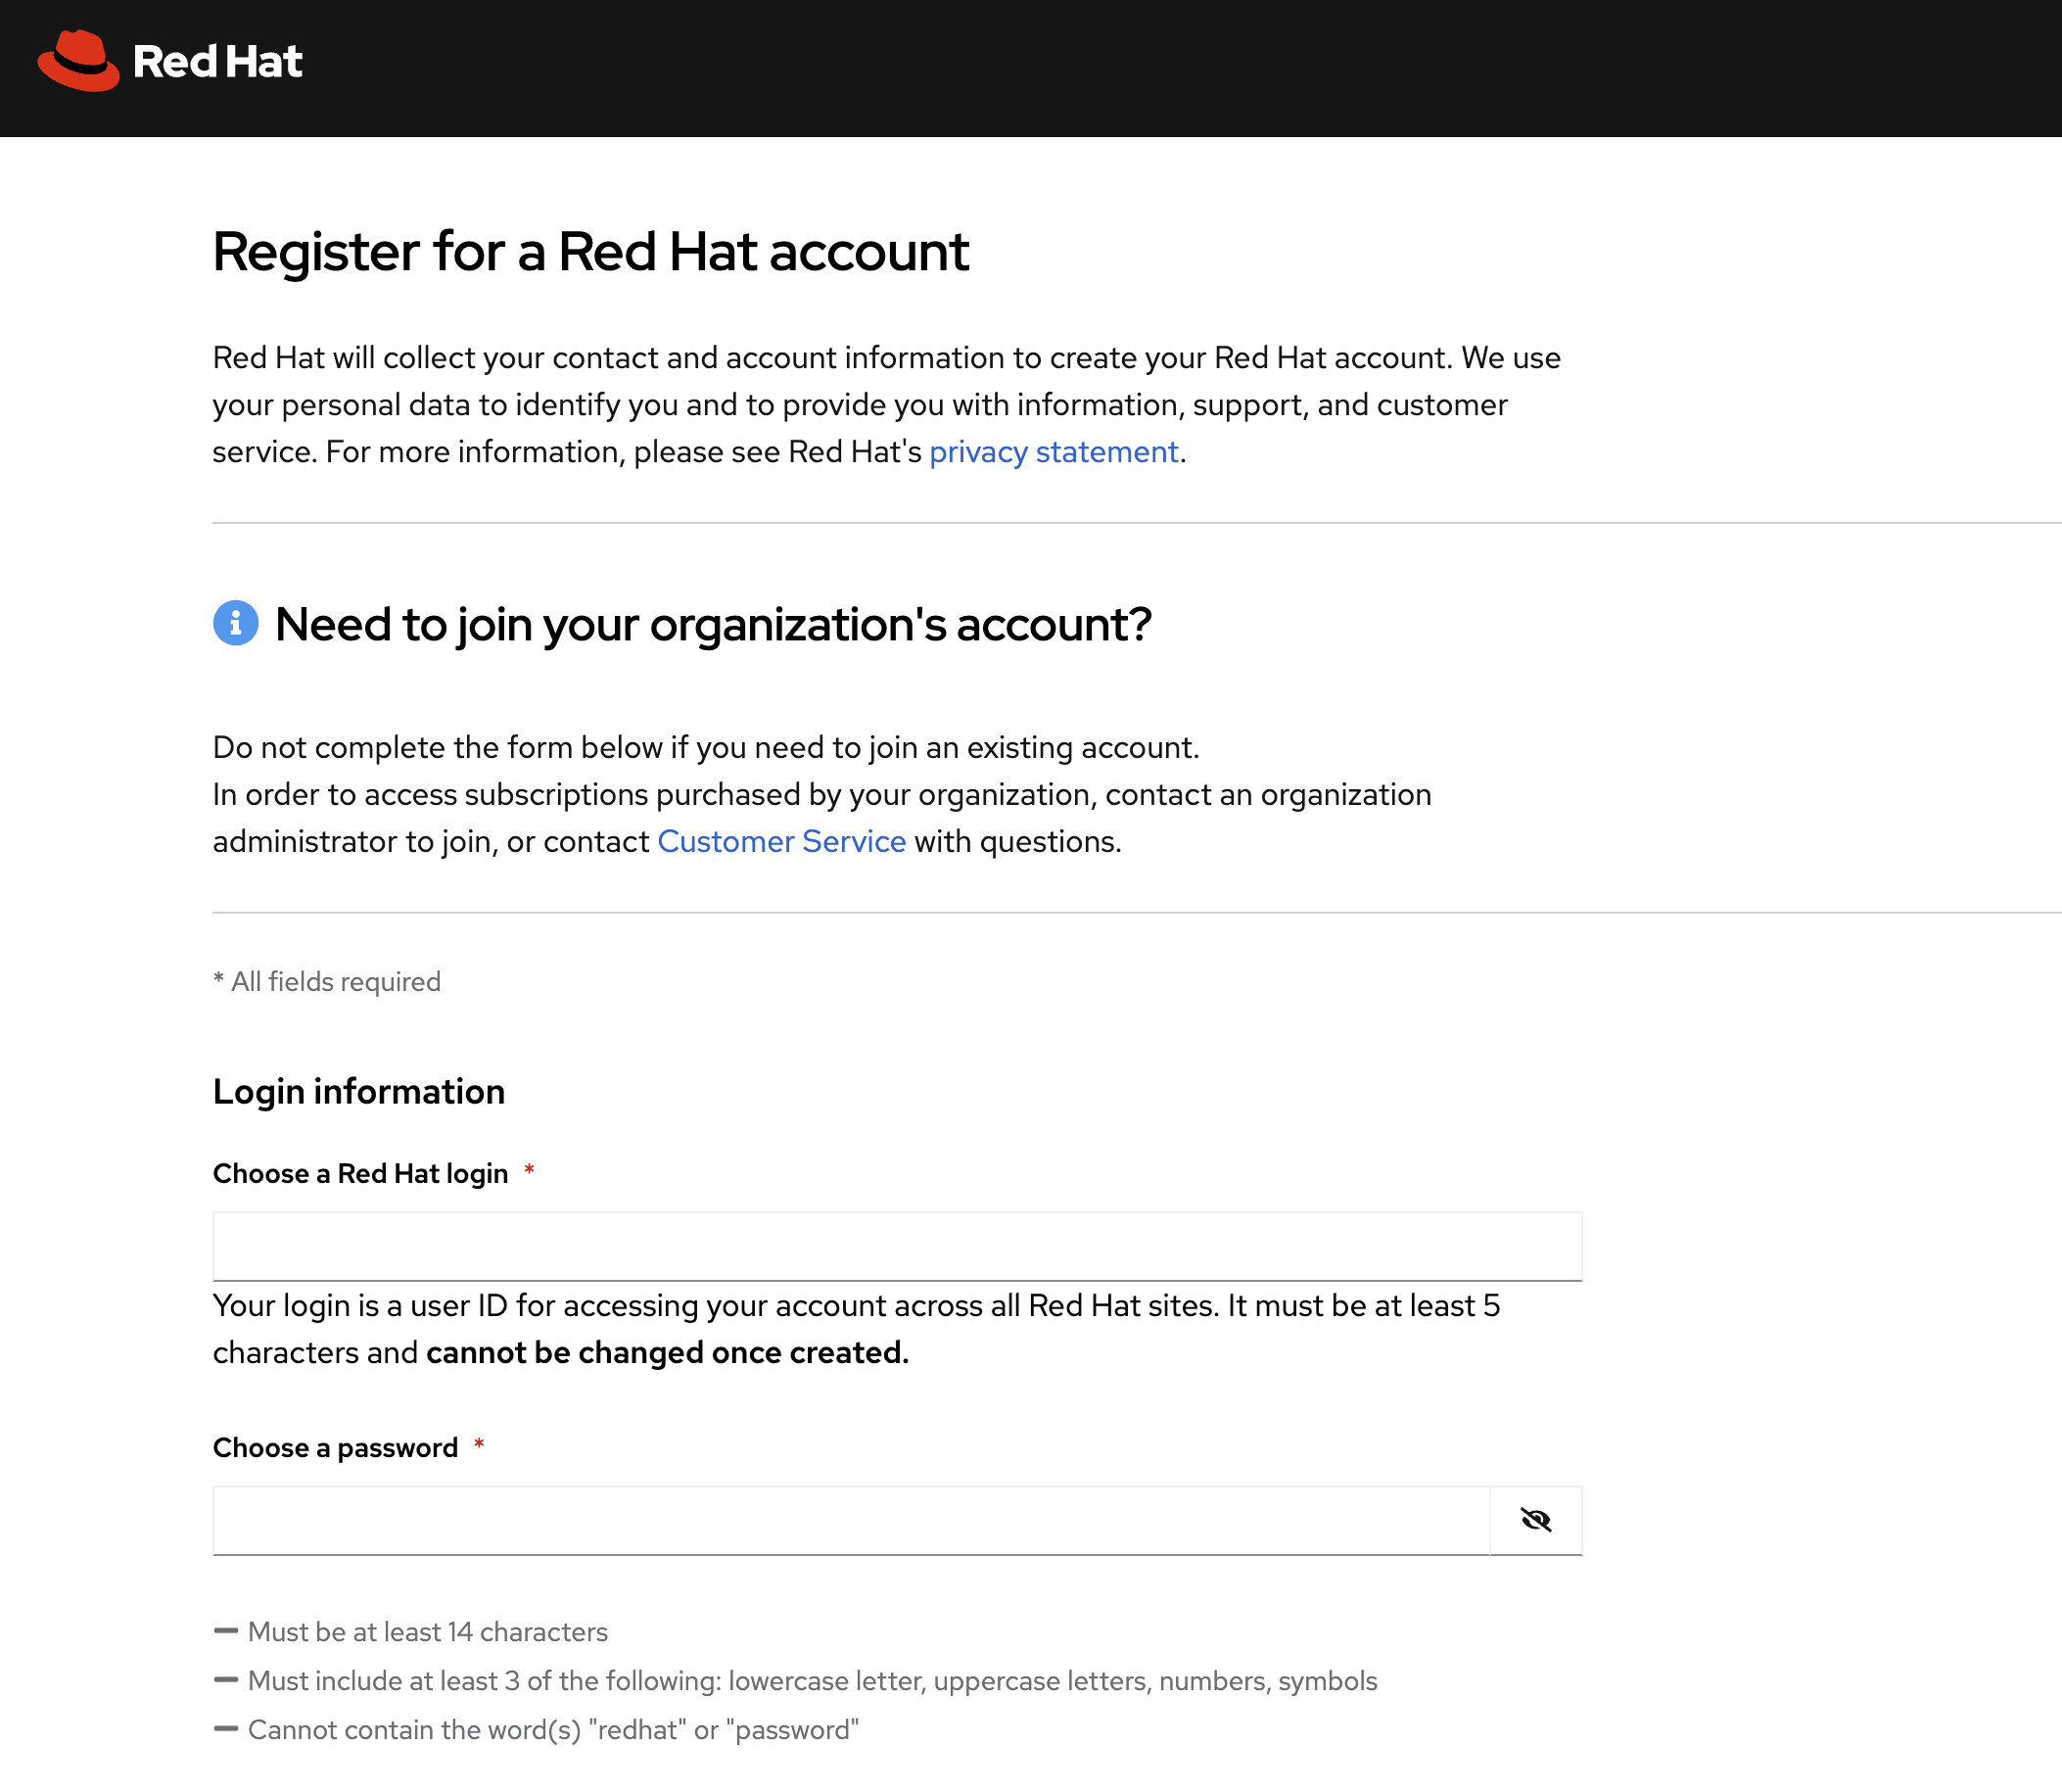 Red Hat
Register for a Red Hat account
Red Hat will collect your contact and account information to create your Red Hat account. We use
your personal data to identify you and to provide you with information, support, and customer
service. For more information, please see Red Hat's privacy statement.
Need to join your organization's account?
Do not complete the form below if you need to join an existing account.
In order to access subscriptions purchased by your organization, contact an organization
administrator to join, or contact Customer Service with questions.
* All fields required
Login information
Choose a Red Hat login *
Your login is a user ID for accessing your account across all Red Hat sites. It must be at least 5
characters and cannot be changed once created.
Choose a password *
Must be at least 14 characters
Must include at least 3 of the following: lowercase letter, uppercase letters, numbers, symbols
Cannot contain the word(s) "redhat" or "password"